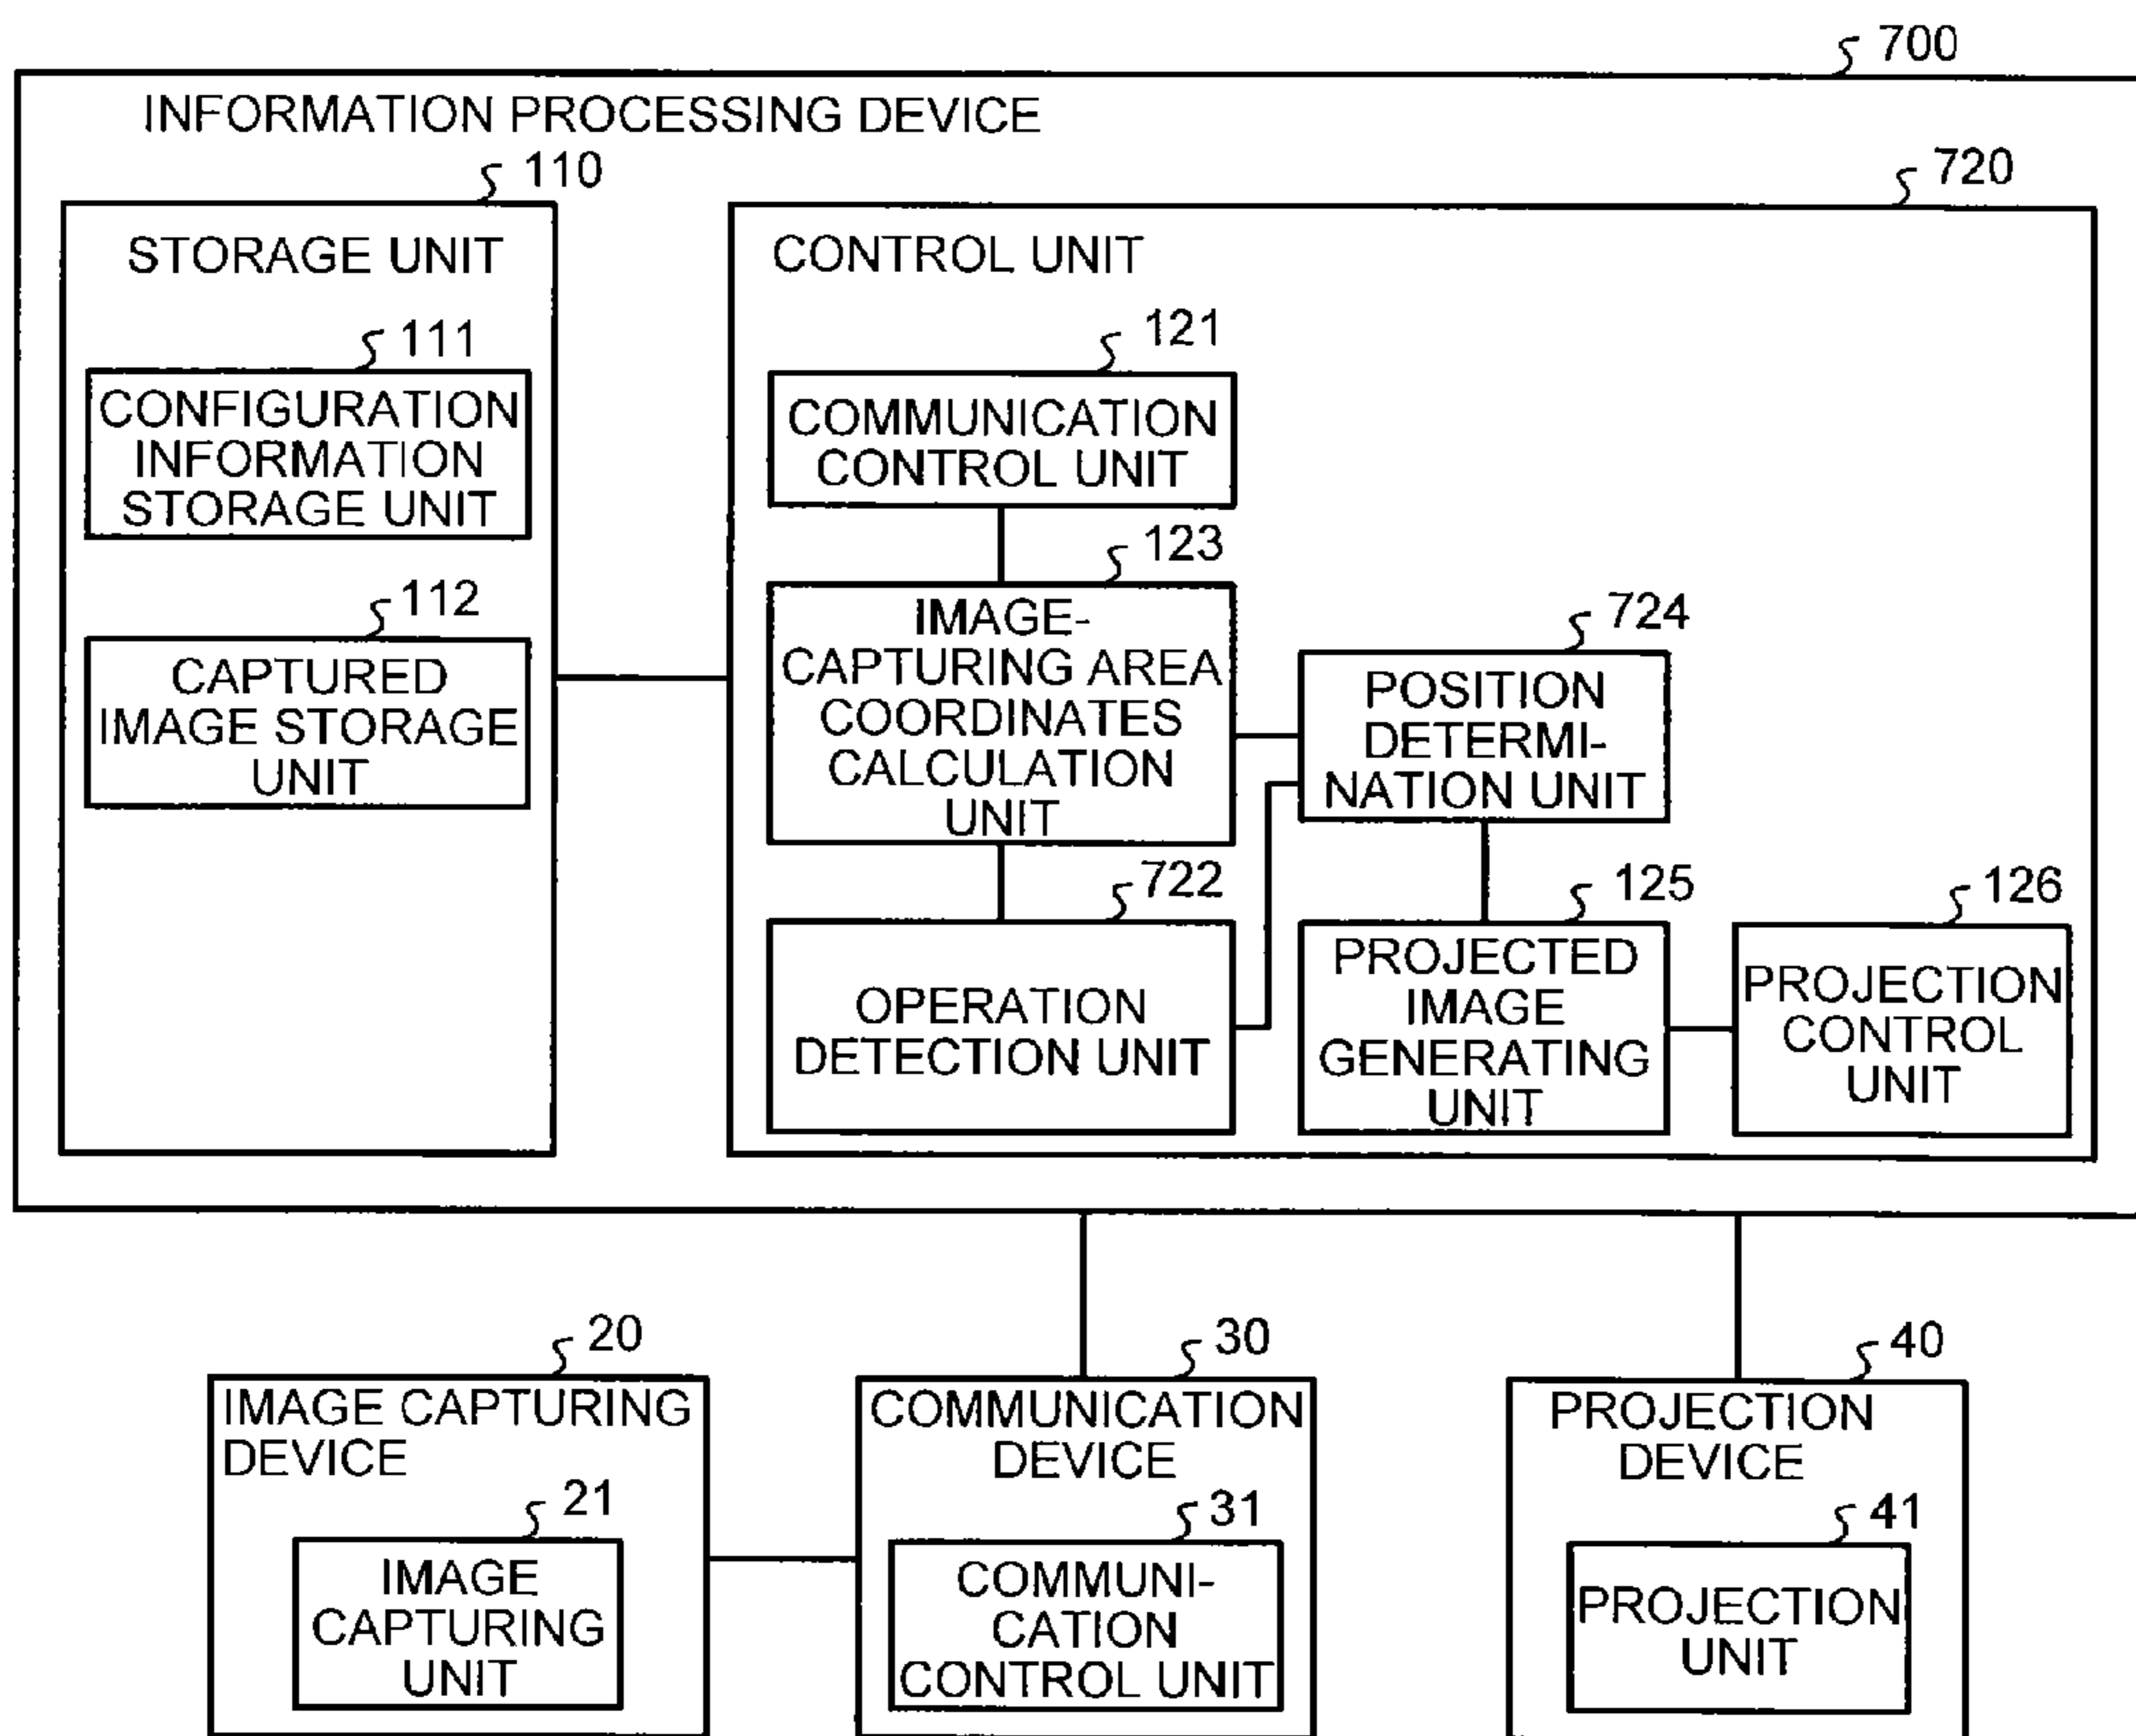 700
INFORMATION PROCESSING DEVICE
110
720
STORAGE UNIT
CONTROL UNIT
111
CONFIGURATION
INFORMATION
STORAGE UNIT
112
CAPTURED
IMAGE STORAGE
UNIT
121
COMMUNICATION
CONTROL UNIT
123
IMAGE-
CAPTURING AREA
COORDINATES
CALCULATION
UNIT
724
POSITION
DETERMI-
NATION UNIT
722
OPERATION
DETECTION UNIT
125
PROJECTED
IMAGE
GENERATING
UNIT
126
PROJECTION
CONTROL
UNIT
20
IMAGE CAPTURING
DEVICE
21
IMAGE
CAPTURING
UNIT
30
COMMUNICATION
DEVICE
31
COMMUNI-
CATION
CONTROL UNIT
40
PROJECTION
DEVICE
41
PROJECTION
UNIT